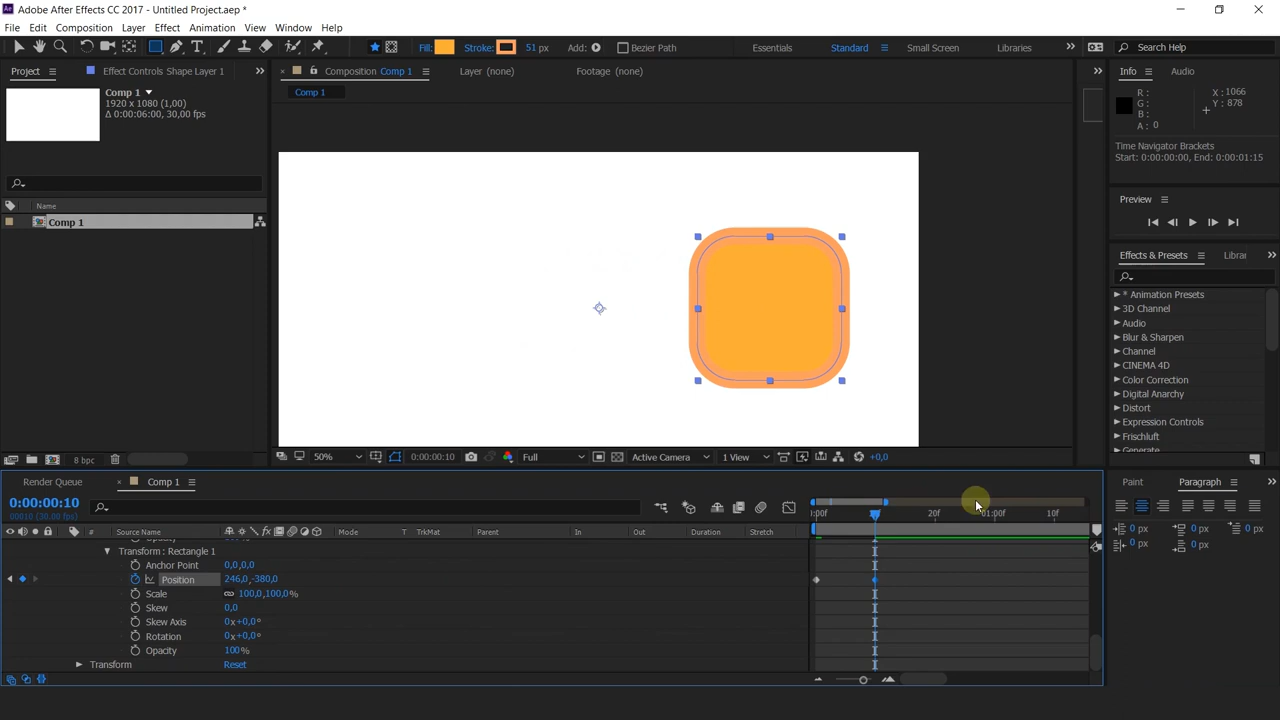 Adobe After Effects CC 2017 - Untitled Project.aep *
File Edit Composition Layer Effect Animation View Window Help
Fill: Stroke: 51 px Add: Bezier Path Essentials Standard Small Screen Libraries Search Help
Project Effect Controls Shape Layer 1 Composition Comp 1 Layer (none) Footage (none) Info Audio
Comp 1
1920 x 1080 (1,00)
Δ 0:00:06:00, 30,00 fps
Comp 1
R: X: 1066
G: Y: 878
B:
A: 0
Time Navigator Brackets
Start: 0:00:00:00, End: 0:00:01:15
Preview
Name
Comp 1
Effects & Presets Librar
* Animation Presets
3D Channel
Audio
Blur & Sharpen
Channel
CINEMA 4D
Color Correction
Digital Anarchy
Distort
Expression Controls
Frischluft
Generate
8 bpc 50% 0:00:00:10 Full Active Camera 1 View +0,0
Render Queue Comp 1 Paint Paragraph
0:00:00:10
00010 (30.00 fps)
:00f 20f 01:00f 10f
# Source Name Mode T TrkMat Parent In Out Duration Stretch
0 px 0 px 0 px
0 px 0 px
Transform : Rectangle 1
Anchor Point 0,0,0,0
Position 246,0,-380,0
Scale 100,0,100,0%
Skew 0,0
Skew Axis 0x+0,0°
Rotation 0x+0,0°
Opacity 100%
Transform Reset